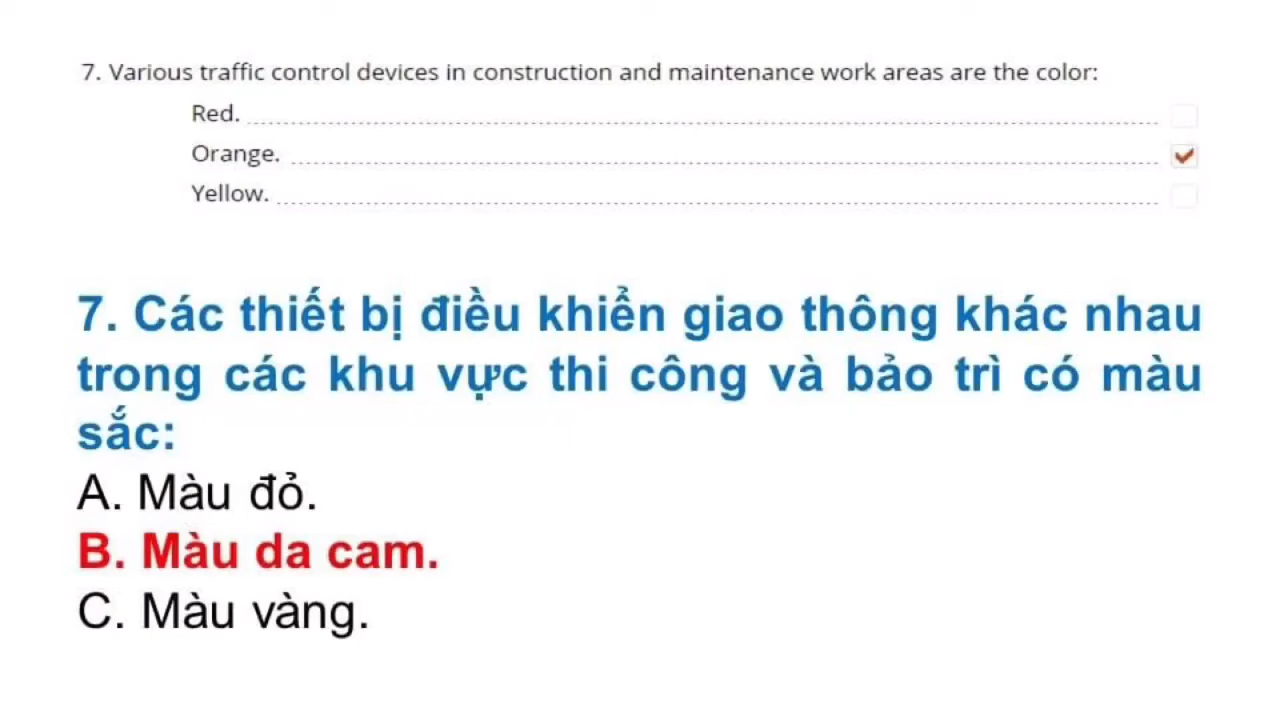 7. Various traffic control devices in construction and maintenance work areas are the color:
Red.
Orange.
Yellow.
7. Các thiết bị điều khiển giao thông khác nhau
trong các khu vực thi công và bảo trì có màu
sắc:
A. Màu đỏ.
B. Màu da cam.
C. Màu vàng.